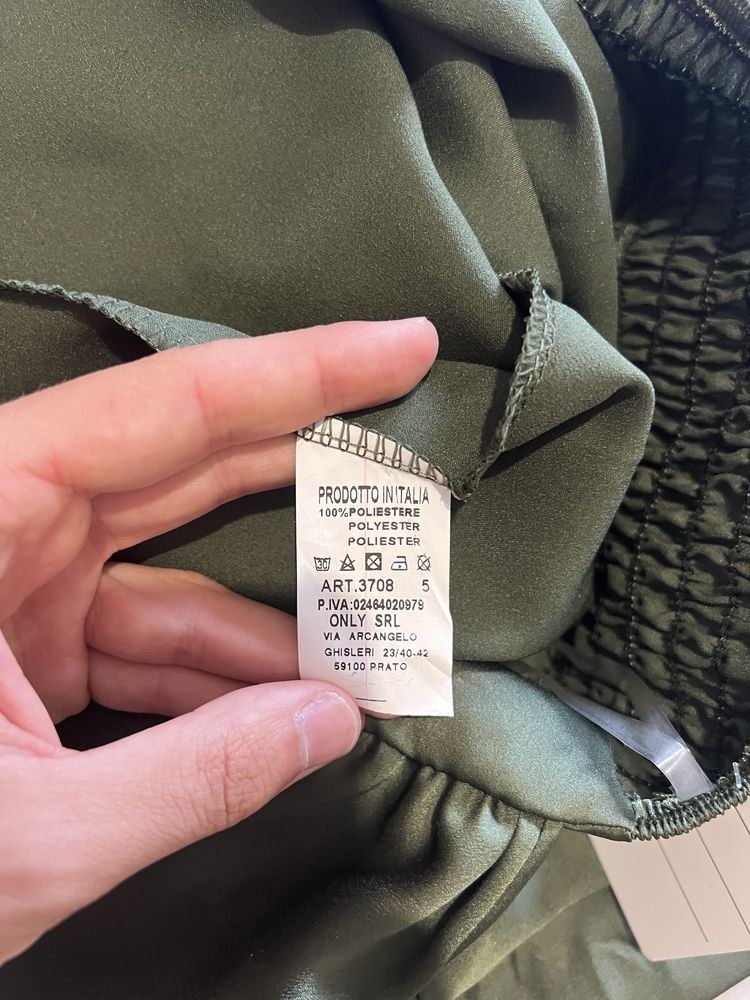 PRODOTTO IN ITALIA
100%POLIESTERE
POLYESTER
POLIESTER
30
ART.3708 5
P.IVA:02464020979
ONLY SRL
VIA ARCANGELO
GHISLERI 23/40-42
59100 PRATO